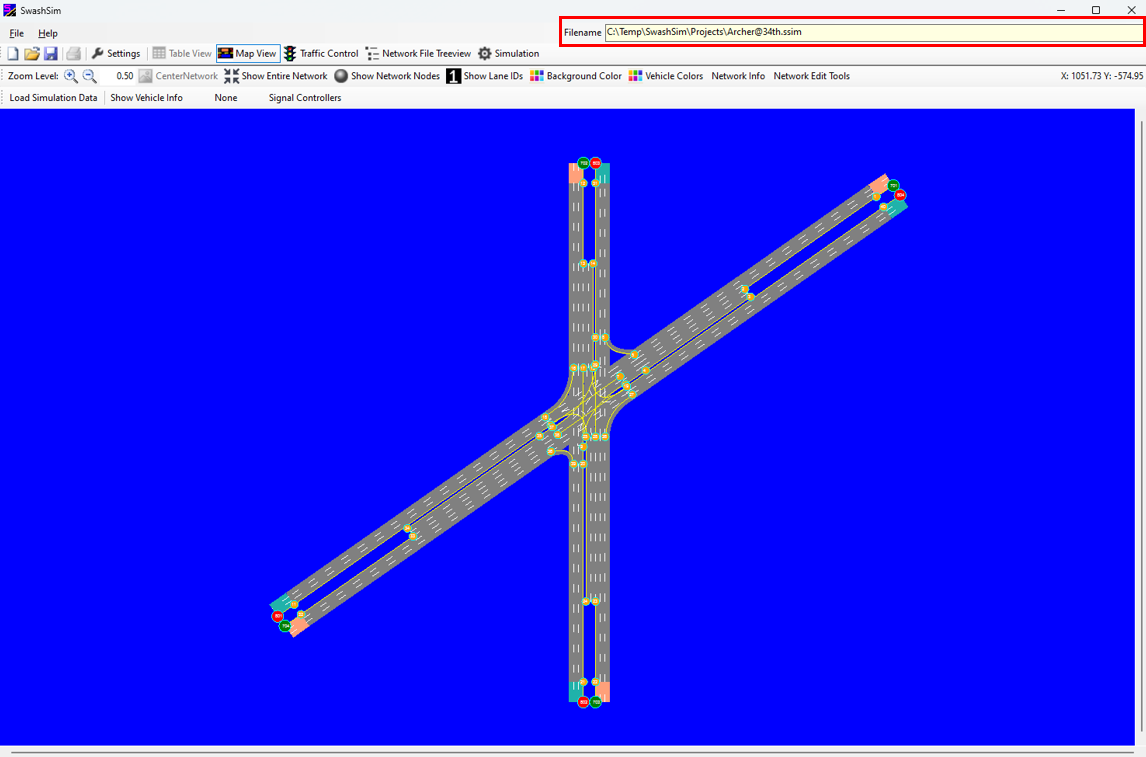 SwashSim
File Help
Filename C:\Temp\SwashSim\Projects\Archer@34th.ssim
Settings Table View Map View Traffic Control Network File Treeview Simulation
Zoom Level: 0.50 CenterNetwork Show Entire Network Show Network Nodes 1 Show Lane IDs Background Color Vehicle Colors Network Info Network Edit Tools X: 1051.73 Y: -574.95
Load Simulation Data Show Vehicle Info None Signal Controllers